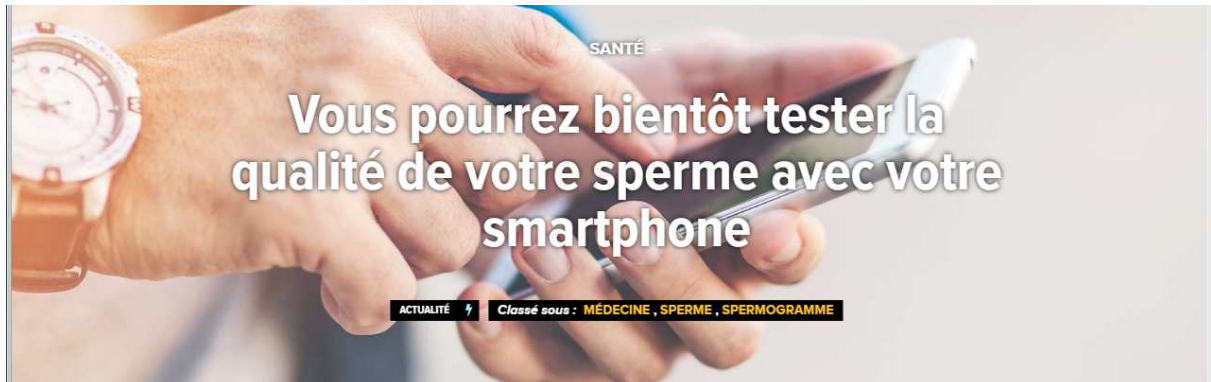 SANTÉ
Vous pourrez bientôt tester la
qualité de votre sperme avec votre
smartphone
ACTUALITÉ Classé sous : MÉDECINE , SPERME , SPERMOGRAMME